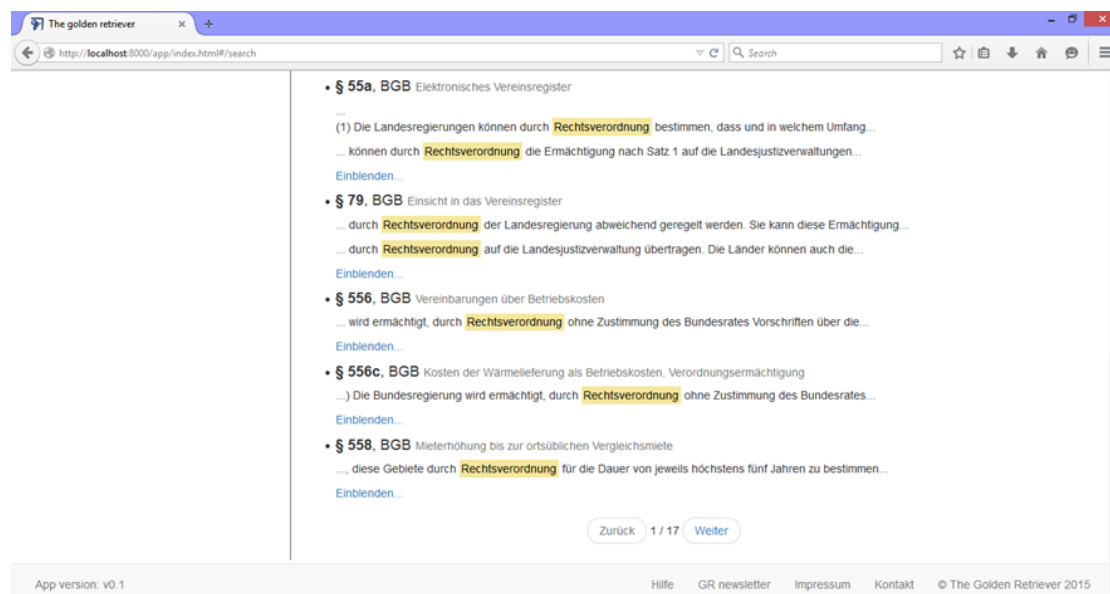 The golden retriever
http://localhost:8000/app/index.html#/search
Search
• § 55a, BGB Elektronisches Vereinsregister
...
(1) Die Landesregierungen können durch Rechtsverordnung bestimmen, dass und in welchem Umfang...
... können durch Rechtsverordnung die Ermächtigung nach Satz 1 auf die Landesjustizverwaltungen...
Einblenden...
• § 79, BGB Einsicht in das Vereinsregister
... durch Rechtsverordnung der Landesregierung abweichend geregelt werden. Sie kann diese Ermächtigung...
... durch Rechtsverordnung auf die Landesjustizverwaltung übertragen. Die Länder können auch die...
Einblenden...
• § 556, BGB Vereinbarungen über Betriebskosten
... wird ermächtigt, durch Rechtsverordnung ohne Zustimmung des Bundesrates Vorschriften über die...
Einblenden...
• § 556c, BGB Kosten der Wärmelieferung als Betriebskosten, Verordnungsermächtigung
...) Die Bundesregierung wird ermächtigt, durch Rechtsverordnung ohne Zustimmung des Bundesrates...
Einblenden...
• § 558, BGB Mieterhöhung bis zur ortsüblichen Vergleichsmiete
..., diese Gebiete durch Rechtsverordnung für die Dauer von jeweils höchstens fünf Jahren zu bestimmen...
Einblenden...
Zurück 1 / 17 Weiter
App version: v0.1 Hilfe GR newsletter Impressum Kontakt © The Golden Retriever 2015